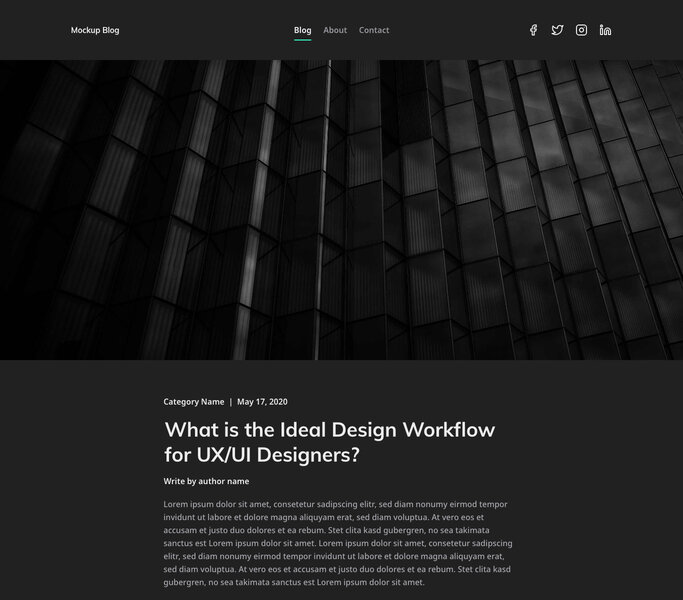 Mockup Blog
Blog About Contact
Category Name | May 17, 2020
What is the Ideal Design Workflow
for UX/UI Designers?
Write by author name
Lorem ipsum dolor sit amet, consetetur sadipscing elitr, sed diam nonumy eirmod tempor
invidunt ut labore et dolore magna aliquyam erat, sed diam voluptua. At vero eos et
accusam et justo duo dolores et ea rebum. Stet clita kasd gubergren, no sea takimata
sanctus est Lorem ipsum dolor sit amet. Lorem ipsum dolor sit amet, consetetur sadipscing
elitr, sed diam nonumy eirmod tempor invidunt ut labore et dolore magna aliquyam erat,
sed diam voluptua. At vero eos et accusam et justo duo dolores et ea rebum. Stet clita kasd
gubergren, no sea takimata sanctus est Lorem ipsum dolor sit amet.